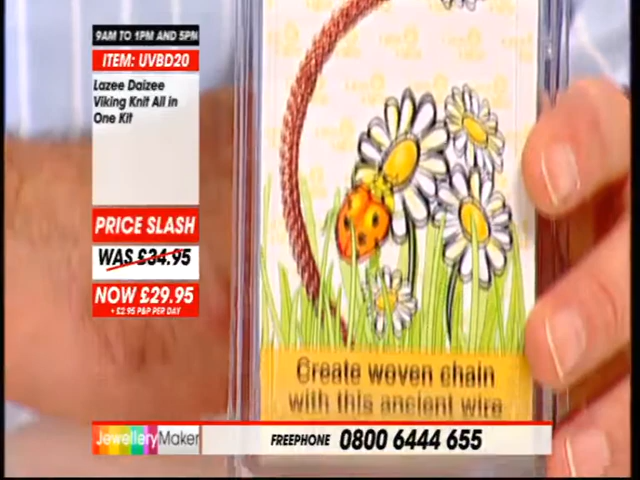 9AM TO 1PM AND 5PM
ITEM: UVBD20
Lazee Daizee
Viking Knit All in
One Kit
PRICE SLASH
WAS £34.95
NOW £29.95
+ £2.95 P&P PER DAY
Create woven chain
with this ancient wire
JewelleryMaker
FREEPHONE 0800 6444 655